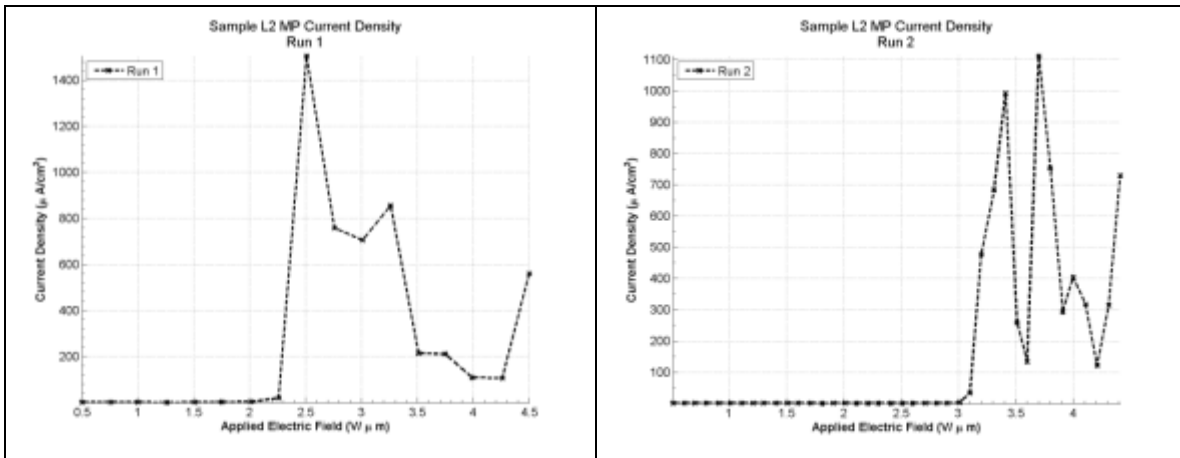 Sample L2 MP Current Density
Run 1
Run 1
1400
1200
1000
800
600
400
200
Current Density (μ A/cm²)
0.5 1 1.5 2 2.5 3 3.5 4 4.5
Applied Electric Field (V/ μ m)
Sample L2 MP Current Density
Run 2
Run 2
1100
1000
900
800
700
600
500
400
300
200
100
Current Density (μ A/cm²)
1 1.5 2 2.5 3 3.5 4
Applied Electric Field (V/ μ m)